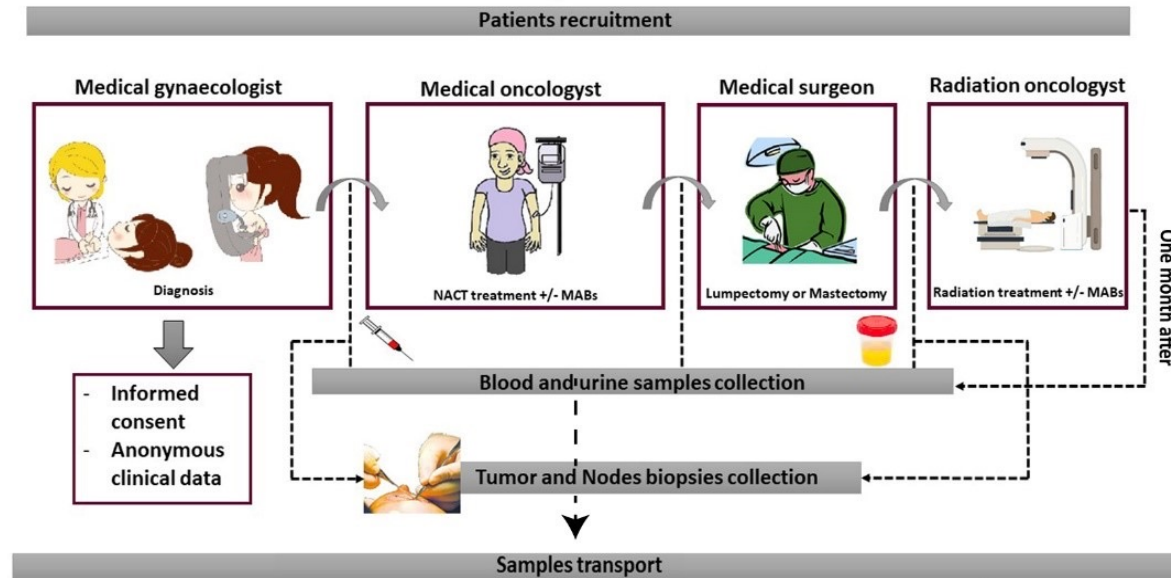 Patients recruitment
Medical gynaecologist
Medical oncologyst
Medical surgeon
Radiation oncologyst
Diagnosis
NACT treatment +/- MABs
Lumpectomy or Mastectomy
Radiation treatment +/- MABs
One month after
- Informed
consent
- Anonymous
clinical data
Blood and urine samples collection
Tumor and Nodes biopsies collection
Samples transport